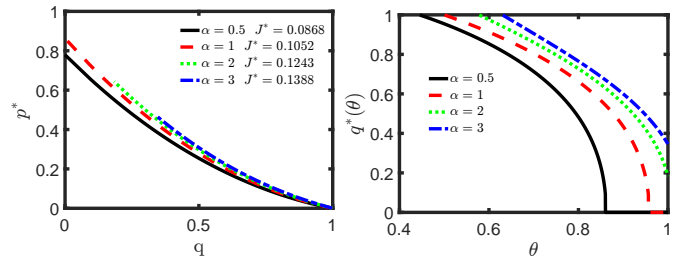 1
0.8
0.6
0.4
0.2
0
p*
0 0.5 1
q
α = 0.5 J* = 0.0868
α = 1 J* = 0.1052
α = 2 J* = 0.1243
α = 3 J* = 0.1388
1
0.8
0.6
0.4
0.2
0
q*(θ)
0.4 0.6 0.8 1
θ
α = 0.5
α = 1
α = 2
α = 3